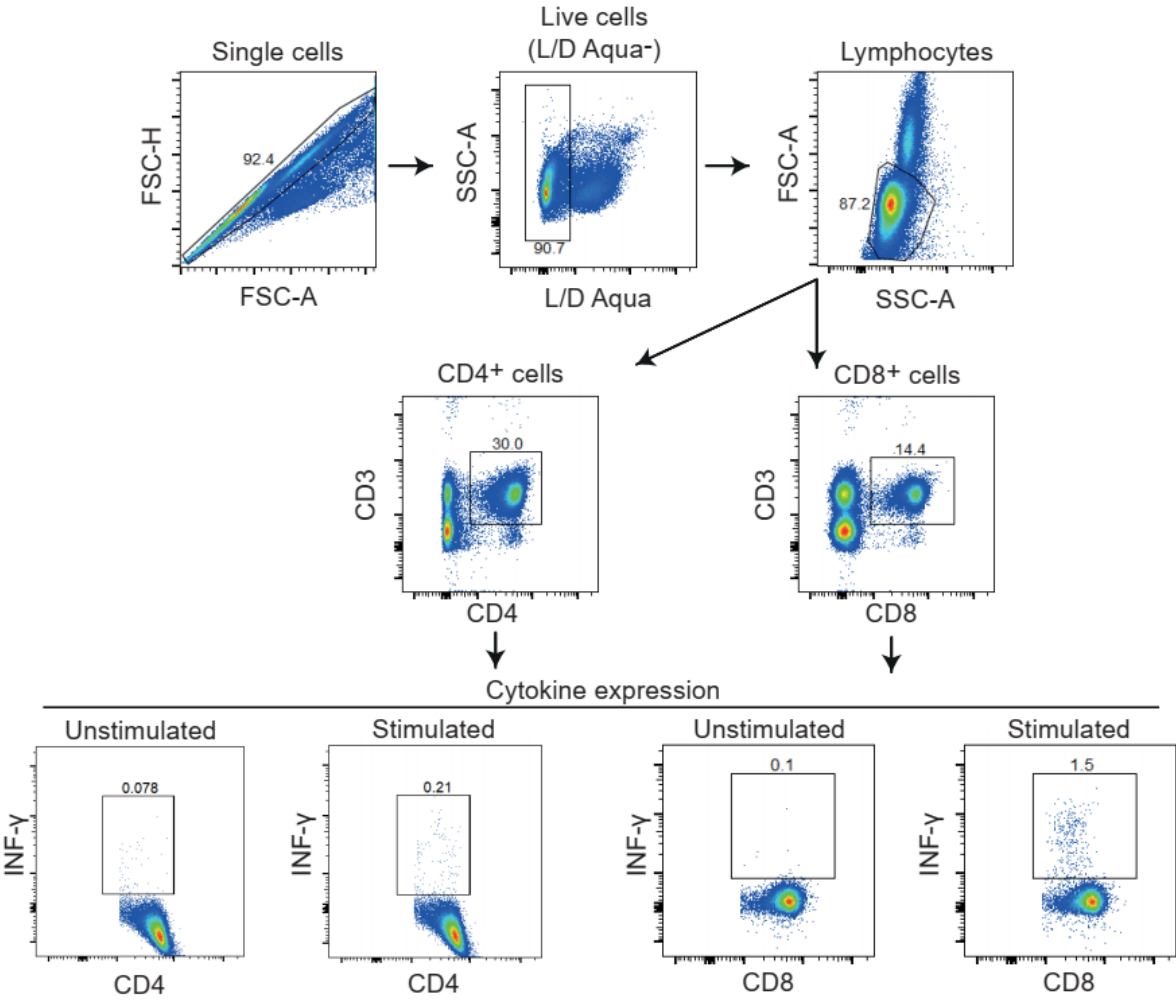 Single cells
Live cells
(L/D Aqua-)
Lymphocytes
FSC-H
92.4
FSC-A
SSC-A
90.7
L/D Aqua
FSC-A
87.2
SSC-A
CD4+ cells
CD8+ cells
CD3
30.0
CD4
CD3
14.4
CD8
Cytokine expression
Unstimulated
Stimulated
Unstimulated
Stimulated
INF-γ
0.078
CD4
INF-γ
0.21
CD4
INF-γ
0.1
CD8
INF-γ
1.5
CD8